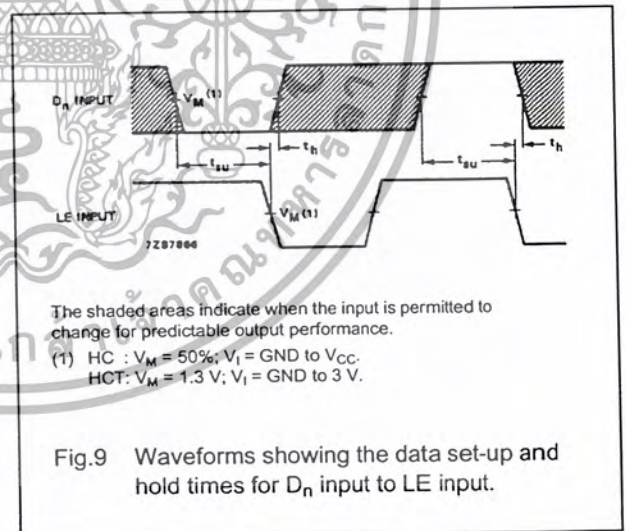 Dn INPUT
VM(1)
th
tsu
th
tsu
LE INPUT
VM(1)
7Z87866
The shaded areas indicate when the input is permitted to
change for predictable output performance.
(1) HC : VM = 50%; VI = GND to VCC.
HCT: VM = 1.3 V; VI = GND to 3 V.
Fig.9 Waveforms showing the data set-up and
hold times for Dn input to LE input.